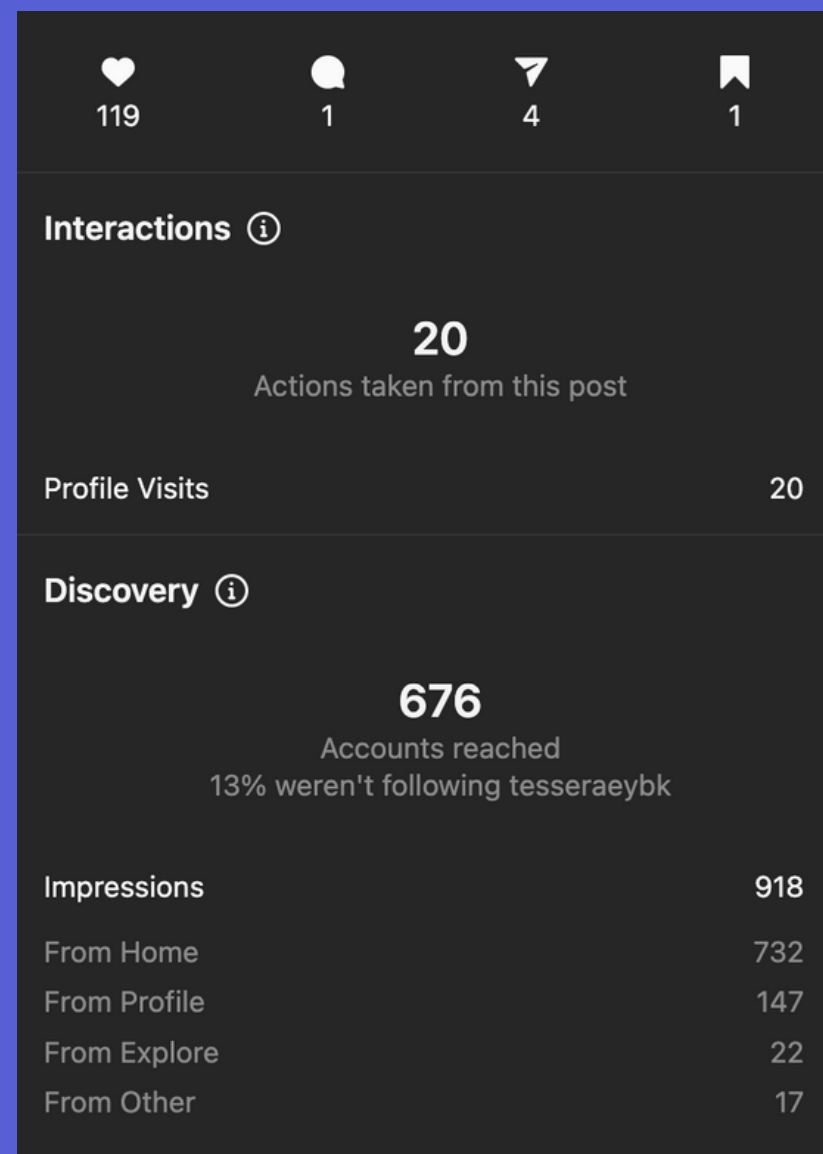 119 1 4 1
Interactions
20
Actions taken from this post
Profile Visits 20
Discovery
676
Accounts reached
13% weren't following tesseraeybk
Impressions 918
From Home 732
From Profile 147
From Explore 22
From Other 17